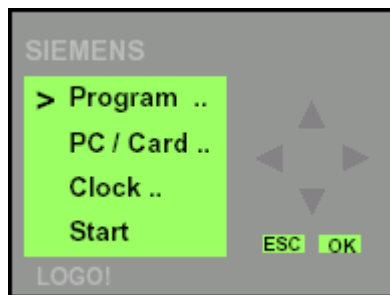 SIEMENS
> Program ..
PC / Card ..
Clock ..
Start
ESC OK
LOGO!